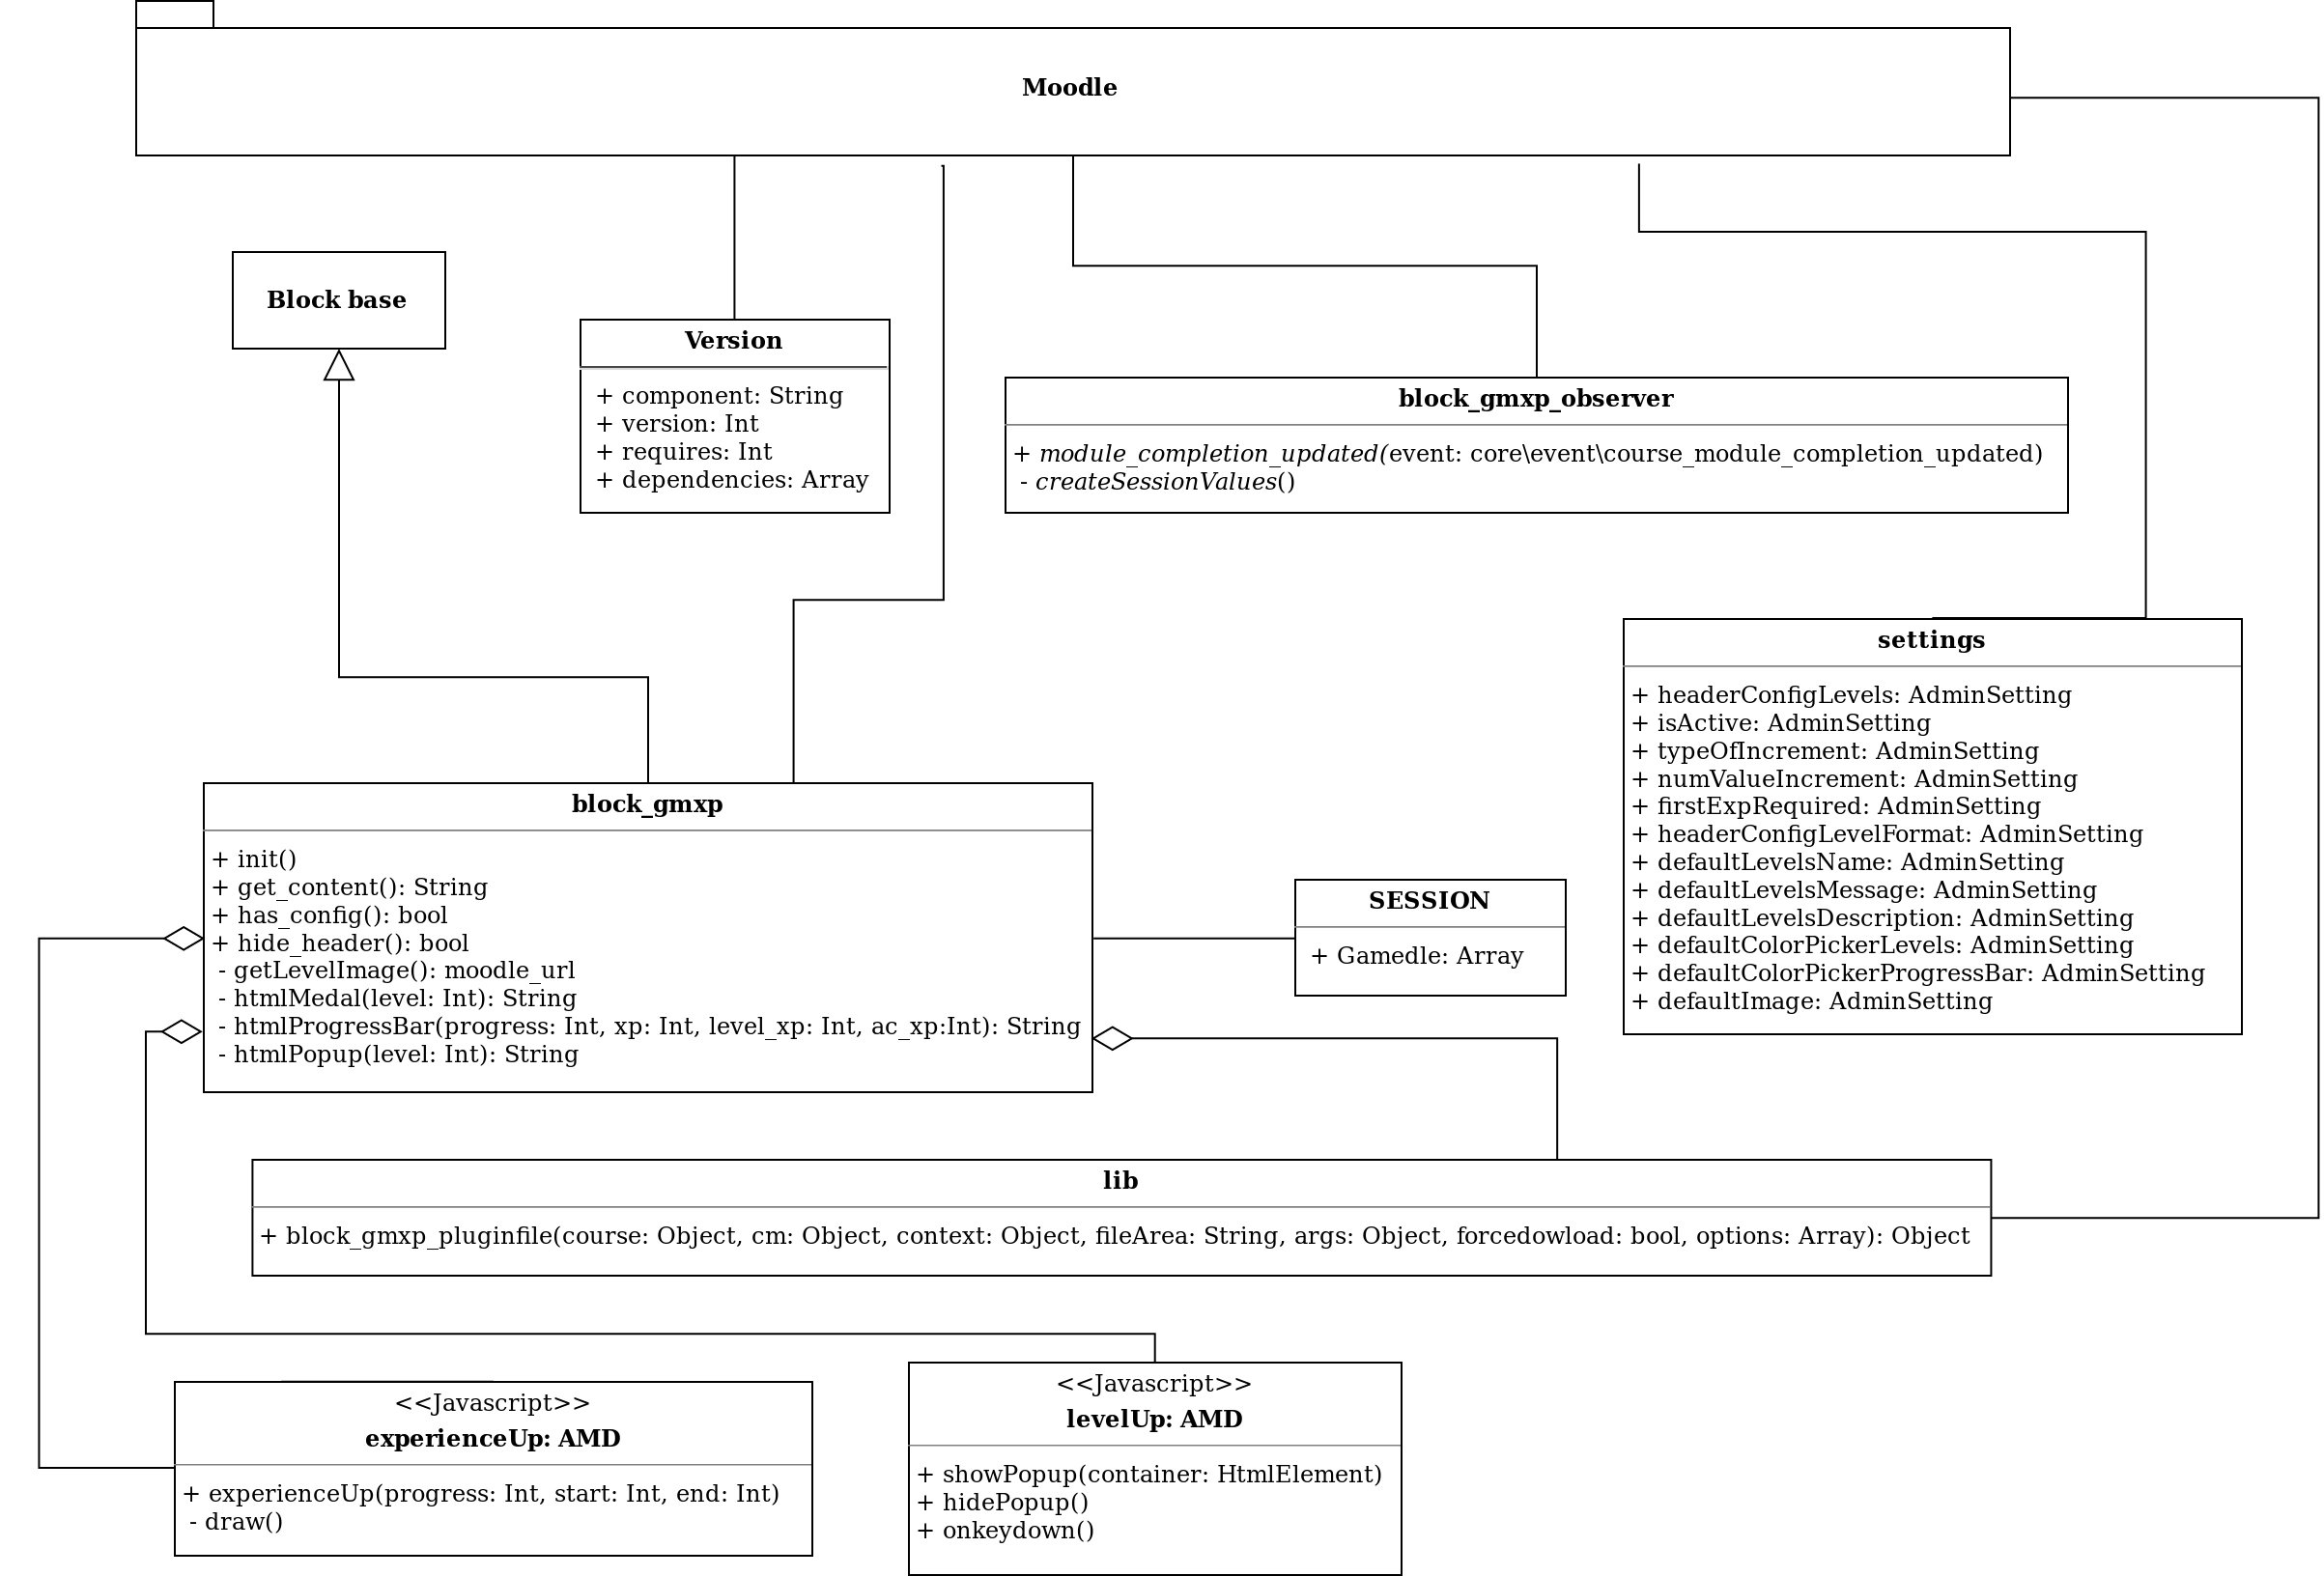 Moodle
Block base
Version
+ component: String
+ version: Int
+ requires: Int
+ dependencies: Array
block_gmxp_observer
+ module_completion_updated(event: core\event\course_module_completion_updated)
- createSessionValues()
settings
+ headerConfigLevels: AdminSetting
+ isActive: AdminSetting
+ typeOfIncrement: AdminSetting
+ numValueIncrement: AdminSetting
+ firstExpRequired: AdminSetting
+ headerConfigLevelFormat: AdminSetting
+ defaultLevelsName: AdminSetting
+ defaultLevelsMessage: AdminSetting
+ defaultLevelsDescription: AdminSetting
+ defaultColorPickerLevels: AdminSetting
+ defaultColorPickerProgressBar: AdminSetting
+ defaultImage: AdminSetting
block_gmxp
+ init()
+ get_content(): String
+ has_config(): bool
+ hide_header(): bool
- getLevelImage(): moodle_url
- htmlMedal(level: Int): String
- htmlProgressBar(progress: Int, xp: Int, level_xp: Int, ac_xp:Int): String
- htmlPopup(level: Int): String
SESSION
+ Gamedle: Array
lib
+ block_gmxp_pluginfile(course: Object, cm: Object, context: Object, fileArea: String, args: Object, forcedowload: bool, options: Array): Object
<<Javascript>>
experienceUp: AMD
+ experienceUp(progress: Int, start: Int, end: Int)
- draw()
<<Javascript>>
levelUp: AMD
+ showPopup(container: HtmlElement)
+ hidePopup()
+ onkeydown()